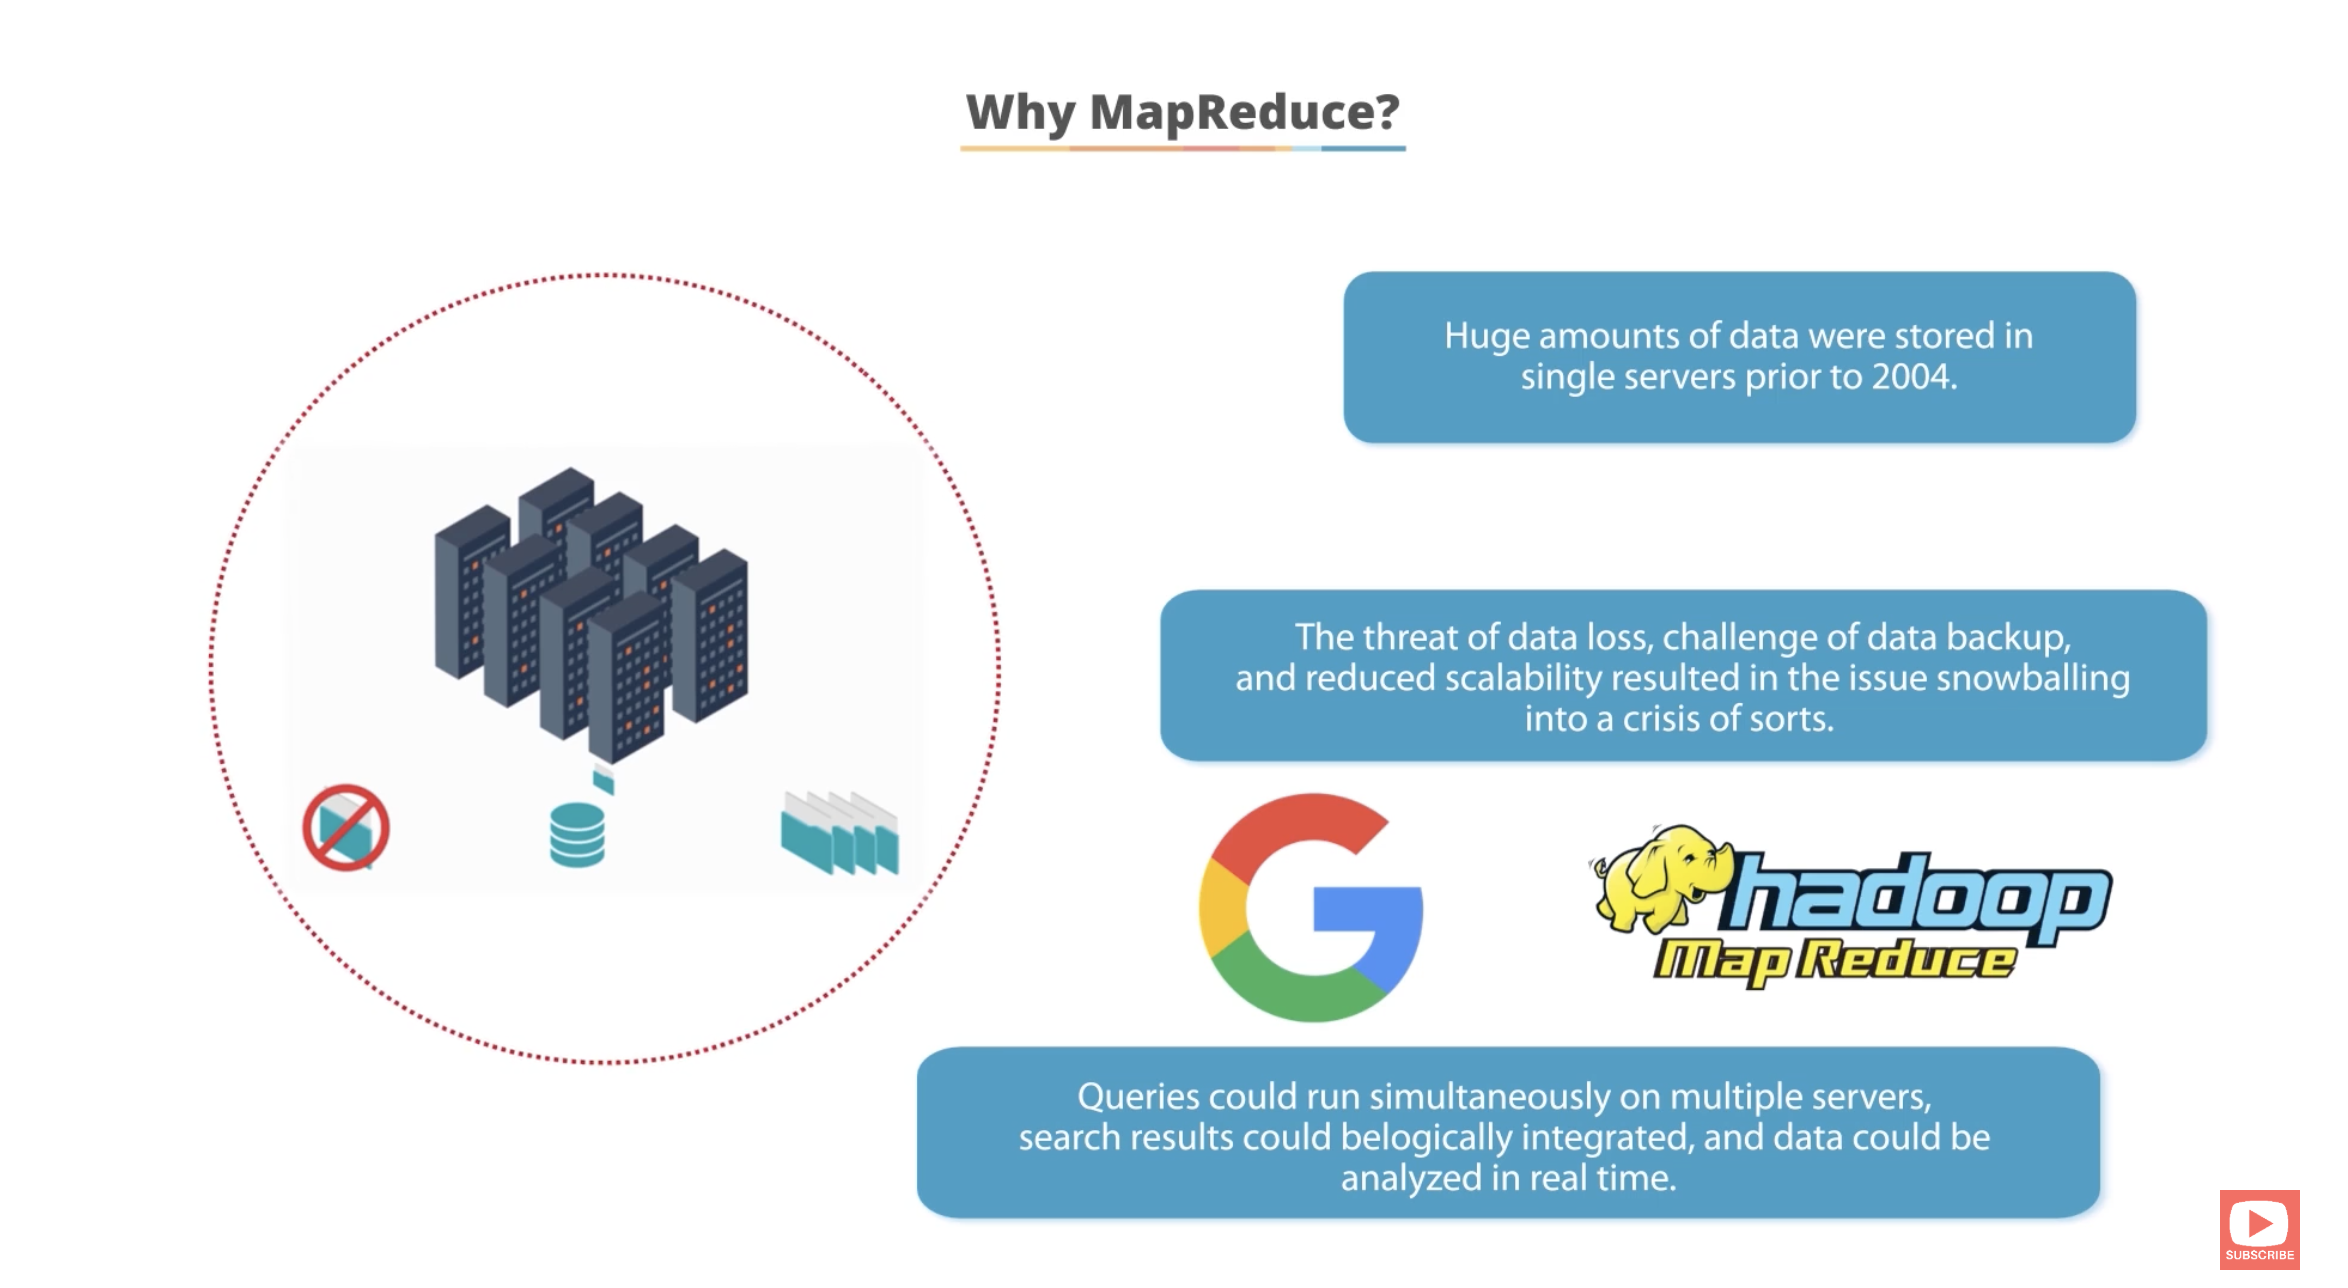 Why MapReduce?
Huge amounts of data were stored in
single servers prior to 2004.
The threat of data loss, challenge of data backup,
and reduced scalability resulted in the issue snowballing
into a crisis of sorts.
hadoop
Map Reduce
Queries could run simultaneously on multiple servers,
search results could belogically integrated, and data could be
analyzed in real time.
SUBSCRIBE